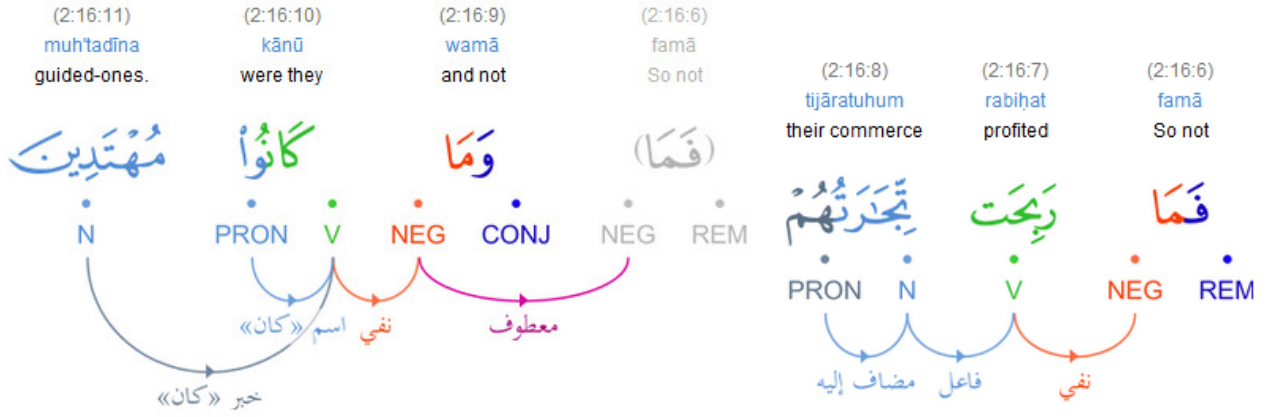 (2:16:11) (2:16:10) (2:16:9) (2:16:6)
muh'tadīna kānū wamā famā
guided-ones. were they and not So not
(فَمَا) وَمَا كَانُوا۟ مُهْتَدِينَ
N PRON V NEG CONJ NEG REM
معطوف نفي اسم «كان»
خبر «كان»
(2:16:8) (2:16:7) (2:16:6)
tijāratuhum rabiḥat famā
their commerce profited So not
فَمَا رَبِحَت تِّجَـٰرَتُهُمْ
PRON N V NEG REM
نفي فاعل مضاف إليه